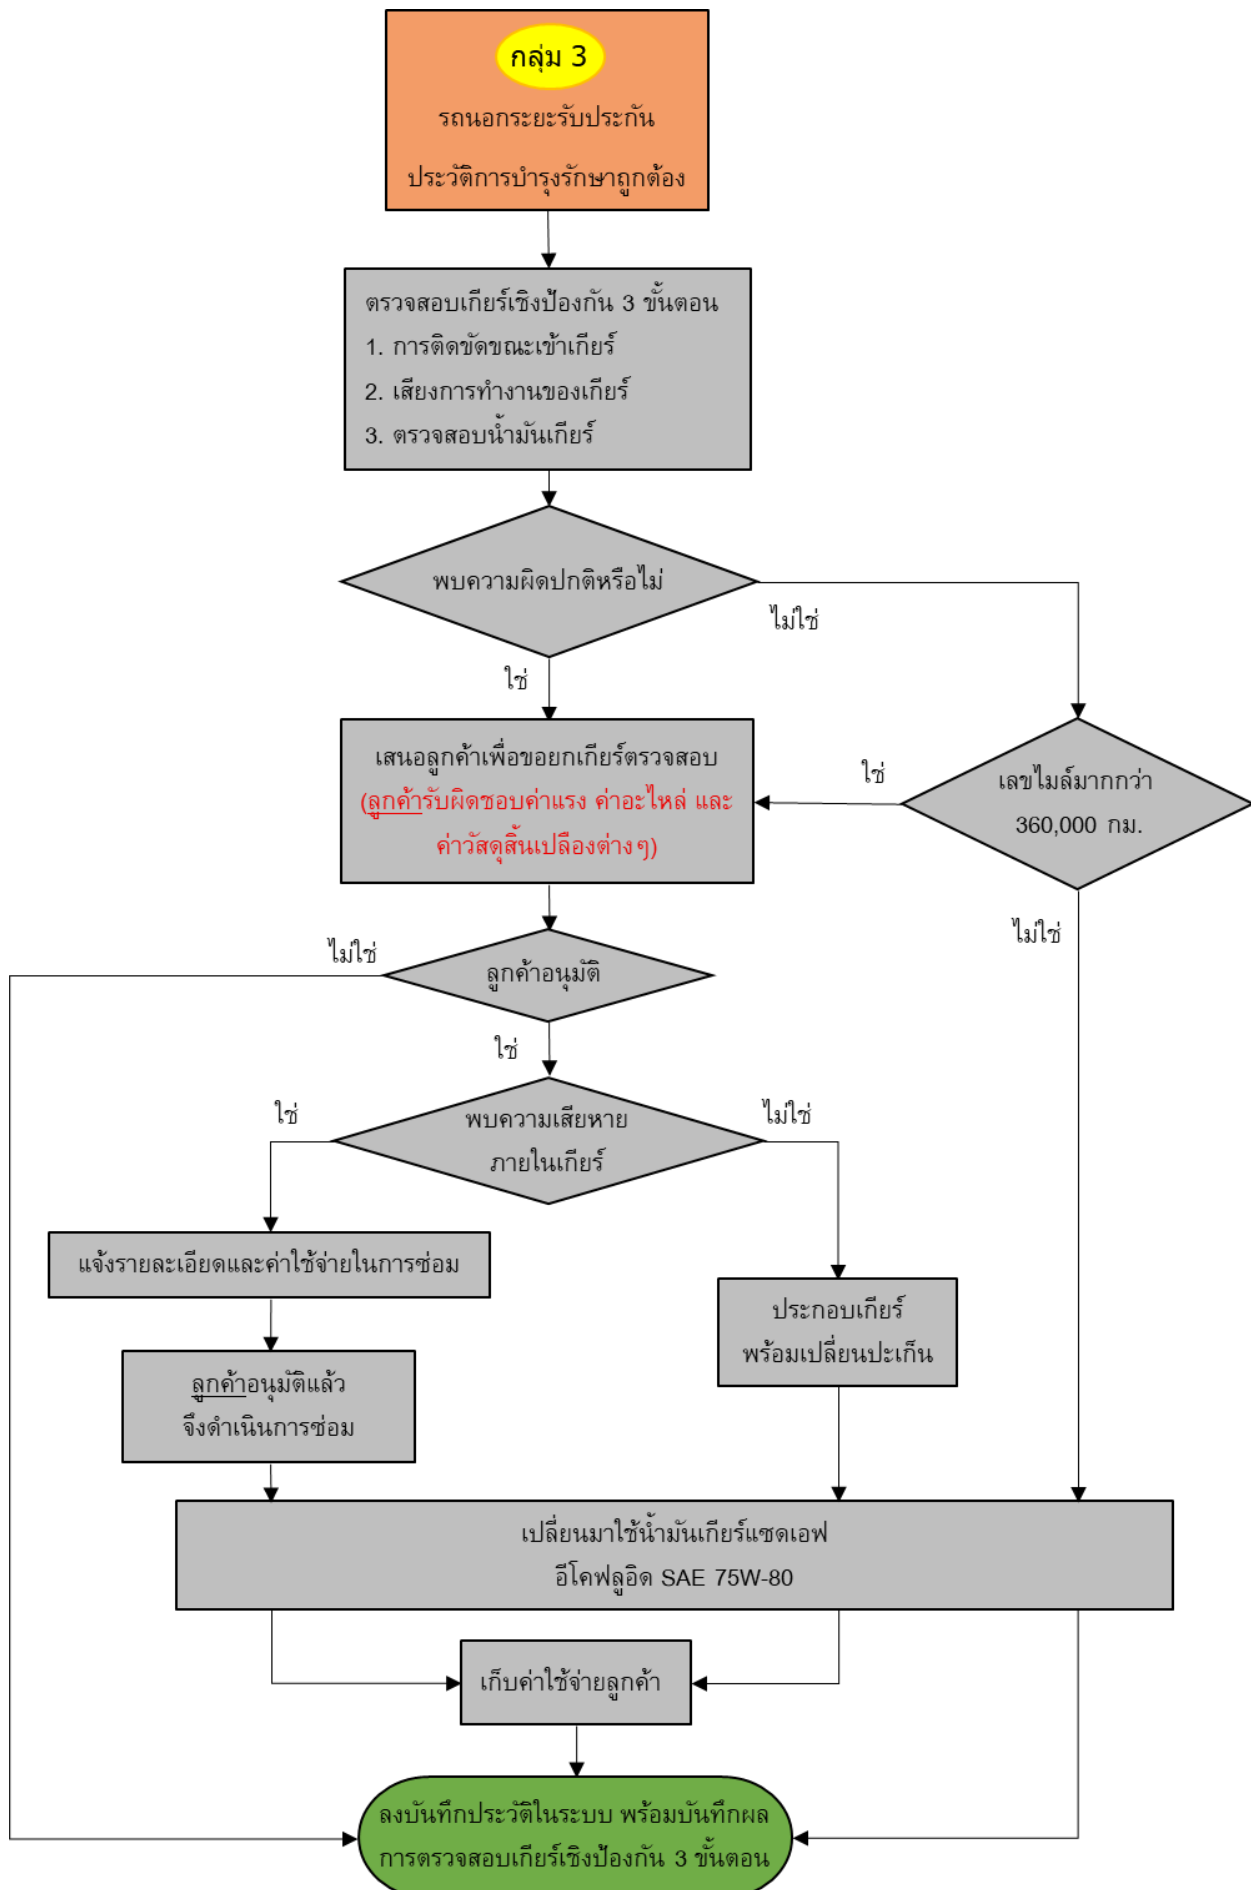 กลุ่ม 3
รถนอกระยะรับประกัน
ประวัติการบำรุงรักษาถูกต้อง
ตรวจสอบเกียร์เชิงป้องกัน 3 ขั้นตอน
1. การติดขัดขณะเข้าเกียร์
2. เสียงการทำงานของเกียร์
3. ตรวจสอบน้ำมันเกียร์
พบความผิดปกติหรือไม่
ไม่ใช่
ใช่
เสนอลูกค้าเพื่อขอยกเกียร์ตรวจสอบ
(ลูกค้ารับผิดชอบค่าแรง ค่าอะไหล่ และ
ค่าวัสดุสิ้นเปลืองต่างๆ)
ใช่
เลขไมล์มากกว่า
360,000 กม.
ไม่ใช่
ไม่ใช่
ลูกค้าอนุมัติ
ใช่
ใช่
พบความเสียหาย
ภายในเกียร์
ไม่ใช่
แจ้งรายละเอียดและค่าใช้จ่ายในการซ่อม
ประกอบเกียร์
พร้อมเปลี่ยนปะเก็น
ลูกค้าอนุมัติแล้ว
จึงดำเนินการซ่อม
เปลี่ยนมาใช้น้ำมันเกียร์แซดเอฟ
อีโคฟลูอิด SAE 75W-80
เก็บค่าใช้จ่ายลูกค้า
ลงบันทึกประวัติในระบบ พร้อมบันทึกผล
การตรวจสอบเกียร์เชิงป้องกัน 3 ขั้นตอน